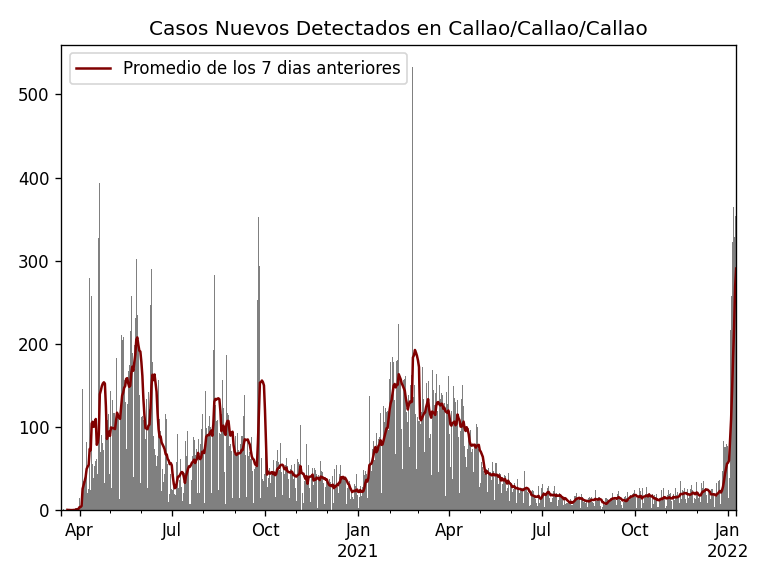 Casos Nuevos Detectados en Callao/Callao/Callao
Promedio de los 7 dias anteriores
500
400
300
200
100
0
Apr Jul Oct Jan Apr Jul Oct Jan
2021 2022